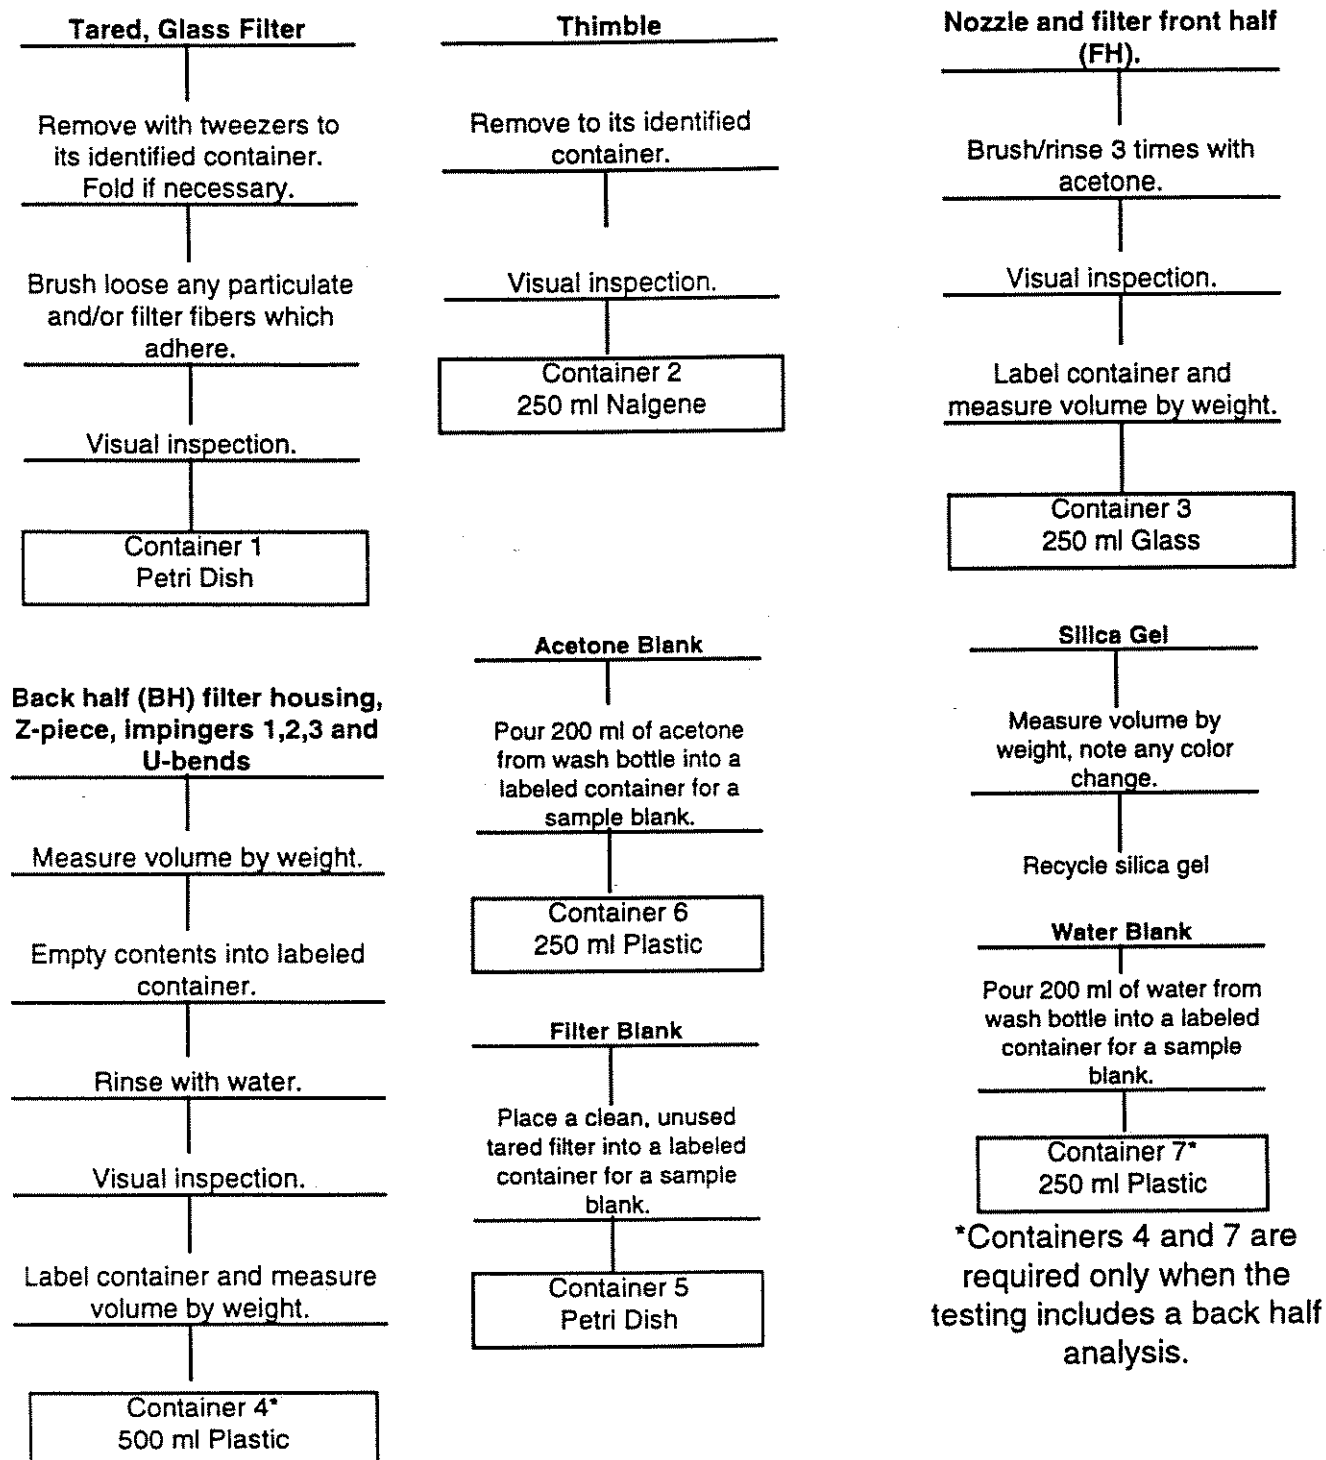 Tared, Glass Filter
Remove with tweezers to
its identified container.
Fold if necessary.
Brush loose any particulate
and/or filter fibers which
adhere.
Visual inspection.
Container 1
Petri Dish
Thimble
Remove to its identified
container.
Visual inspection.
Container 2
250 ml Nalgene
Nozzle and filter front half
(FH).
Brush/rinse 3 times with
acetone.
Visual inspection.
Label container and
measure volume by weight.
Container 3
250 ml Glass
Back half (BH) filter housing,
Z-piece, impingers 1,2,3 and
U-bends
Measure volume by weight.
Empty contents into labeled
container.
Rinse with water.
Visual inspection.
Label container and measure
volume by weight.
Container 4*
500 ml Plastic
Acetone Blank
Pour 200 ml of acetone
from wash bottle into a
labeled container for a
sample blank.
Container 6
250 ml Plastic
Filter Blank
Place a clean, unused
tared filter into a labeled
container for a sample
blank.
Container 5
Petri Dish
Silica Gel
Measure volume by
weight, note any color
change.
Recycle silica gel
Water Blank
Pour 200 ml of water from
wash bottle into a labeled
container for a sample
blank.
Container 7*
250 ml Plastic
*Containers 4 and 7 are
required only when the
testing includes a back half
analysis.